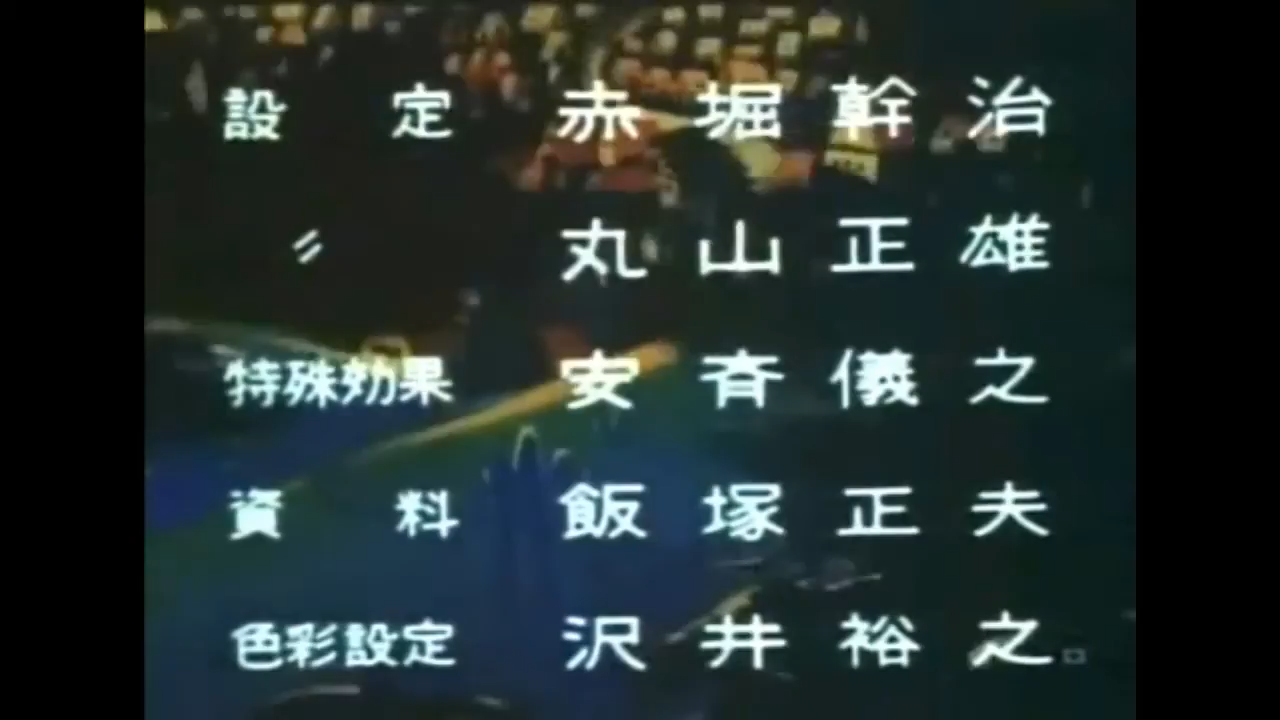 設定 赤堀幹治
〃 丸山正雄
特殊効果 安斉儀之
資料 飯塚正夫
色彩設定 沢井裕之